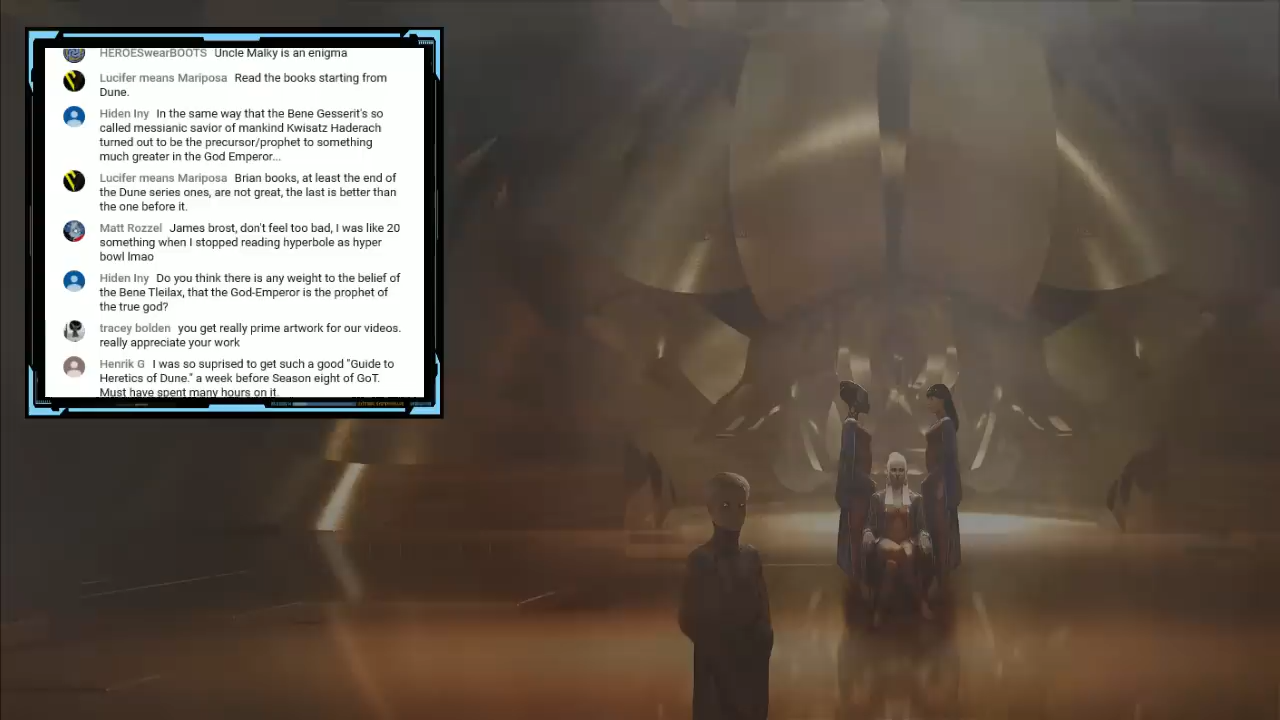 HEROESwearBOOTS Uncle Malky is an enigma
Lucifer means Mariposa Read the books starting from
Dune.
Hiden Iny In the same way that the Bene Gesserit's so
called messianic savior of mankind Kwisatz Haderach
turned out to be the precursor/prophet to something
much greater in the God Emperor...
Lucifer means Mariposa Brian books, at least the end of
the Dune series ones, are not great, the last is better than
the one before it.
Matt Rozzel James brost, don't feel too bad, I was like 20
something when I stopped reading hyperbole as hyper
bowl lmao
Hiden Iny Do you think there is any weight to the belief of
the Bene Tleilax, that the God-Emperor is the prophet of
the true god?
tracey bolden you get really prime artwork for our videos.
really appreciate your work
Henrik G I was so suprised to get such a good "Guide to
Heretics of Dune." a week before Season eight of GoT.
Must have spent many hours on it.